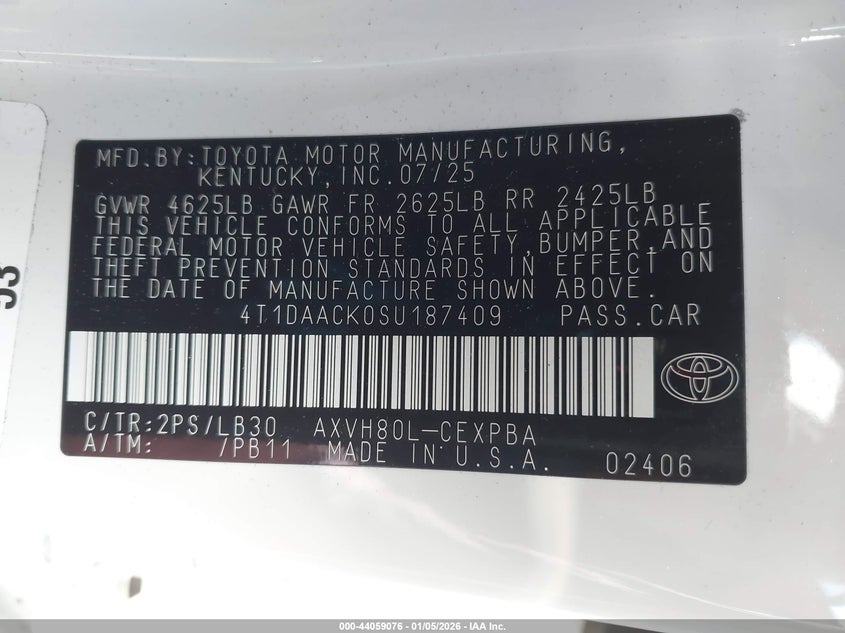 53
MFD.BY:TOYOTA MOTOR MANUFACTURING,
KENTUCKY,INC.07/25
GVWR 4625LB GAWR FR 2625LB RR 2425LB
THIS VEHICLE CONFORMS TO ALL APPLICABLE
FEDERAL MOTOR VEHICLE SAFETY,BUMPER,AND
THEFT PREVENTION STANDARDS IN EFFECT ON
THE DATE OF MANUFACTURE SHOWN ABOVE.
4T1DAACK0SU187409 PASS.CAR
C/TR:2PS/LB30 AXVH80L-CEXPBA
A/TM: /PB11 MADE IN U.S.A. 02406
000-44059076 - 01/05/2026 - IAA Inc.